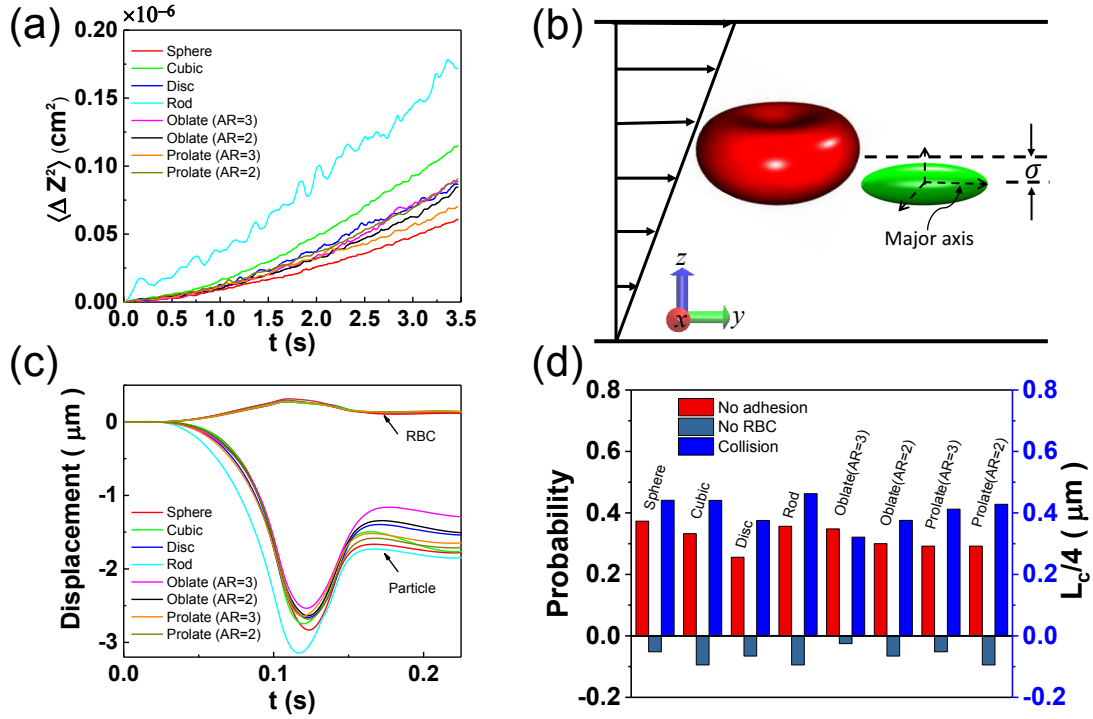 (a)
×10⁻⁶
0.20
0.15
0.10
0.05
0.00
⟨Δ Z²⟩ (cm²)
Sphere
Cubic
Disc
Rod
Oblate (AR=3)
Oblate (AR=2)
Prolate (AR=3)
Prolate (AR=2)
0.0 0.5 1.0 1.5 2.0 2.5 3.0 3.5
t (s)
(b)
σ
Major axis
z
x
y
(c)
0
-1
-2
-3
Displacement ( μm)
RBC
Sphere
Cubic
Disc
Rod
Oblate (AR=3)
Oblate (AR=2)
Prolate (AR=3)
Prolate (AR=2)
Particle
0.0 0.1 0.2
t (s)
(d)
0.8
0.6
0.4
0.2
0.0
-0.2
Probability
No adhesion
No RBC
Collision
Sphere
Cubic
Disc
Rod
Oblate(AR=3)
Oblate(AR=2)
Prolate(AR=3)
Prolate(AR=2)
0.8
0.6
0.4
0.2
0.0
-0.2
L_c/4 ( μm)